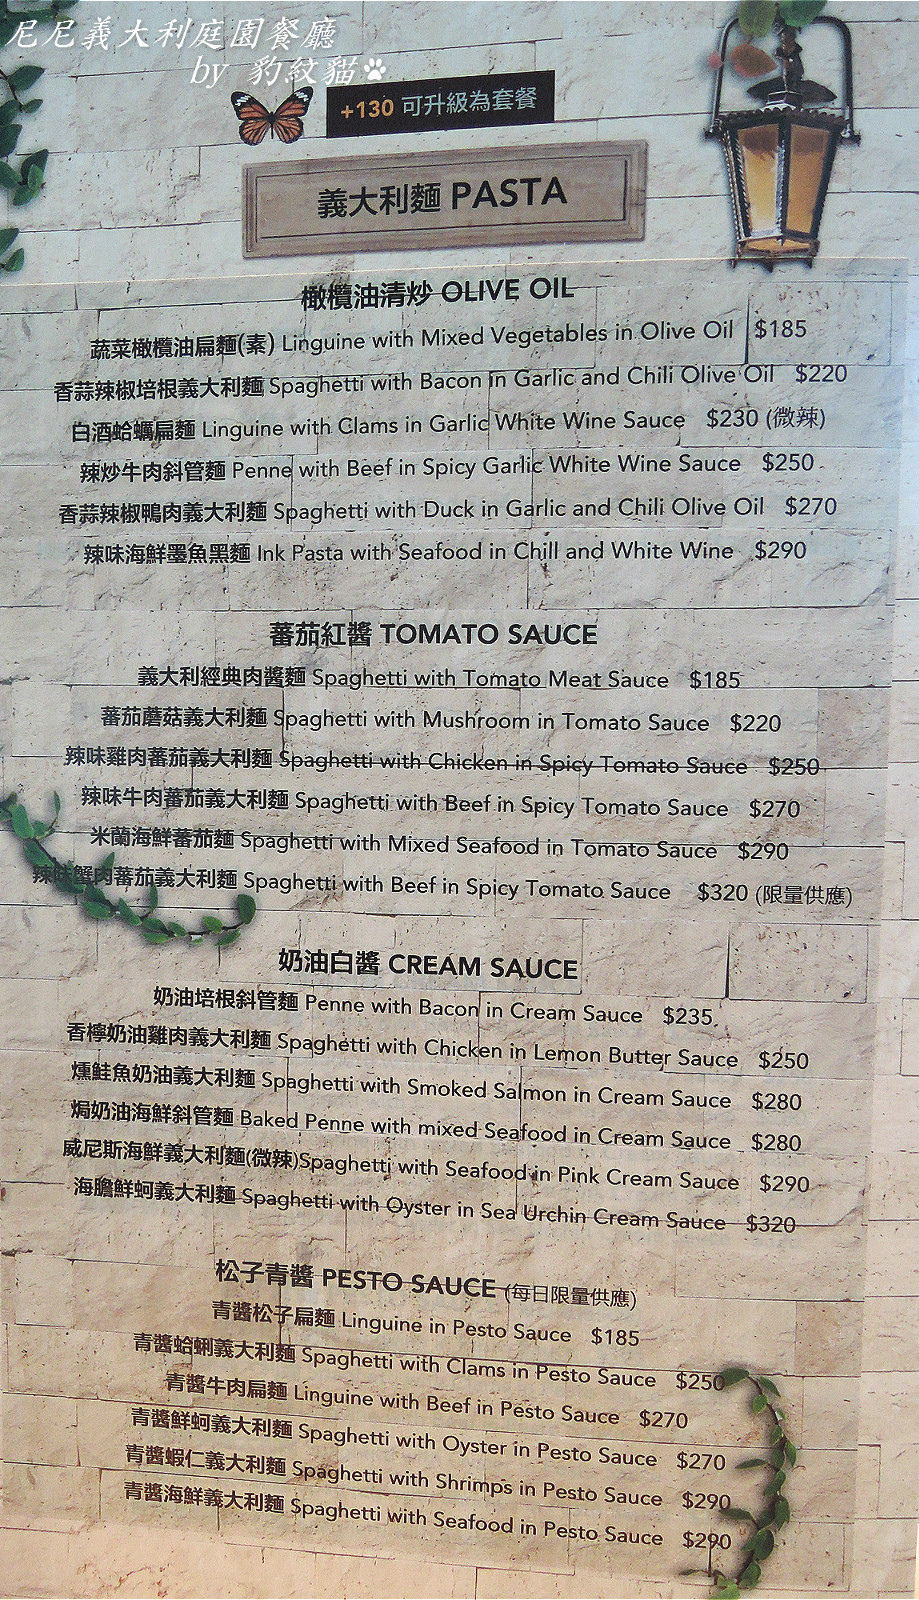 尼尼義大利庭園餐廳
by 豹紋貓
+130 可升級為套餐
義大利麵 PASTA
橄欖油清炒 OLIVE OIL
蔬菜橄欖油扁麵(素) Linguine with Mixed Vegetables in Olive Oil $185
香蒜辣椒培根義大利麵 Spaghetti with Bacon in Garlic and Chili Olive Oil $220
白酒蛤蠣扁麵 Linguine with Clams in Garlic White Wine Sauce $230 (微辣)
辣炒牛肉斜管麵 Penne with Beef in Spicy Garlic White Wine Sauce $250
香蒜辣椒鴨肉義大利麵 Spaghetti with Duck in Garlic and Chili Olive Oil $270
辣味海鮮墨魚黑麵 Ink Pasta with Seafood in Chill and White Wine $290
蕃茄紅醬 TOMATO SAUCE
義大利經典肉醬麵 Spaghetti with Tomato Meat Sauce $185
蕃茄蘑菇義大利麵 Spaghetti with Mushroom in Tomato Sauce $220
辣味雞肉蕃茄義大利麵 Spaghetti with Chicken in Spicy Tomato Sauce $250
辣味牛肉蕃茄義大利麵 Spaghetti with Beef in Spicy Tomato Sauce $270
米蘭海鮮蕃茄麵 Spaghetti with Mixed Seafood in Tomato Sauce $290
辣味蟹肉蕃茄義大利麵 Spaghetti with Beef in Spicy Tomato Sauce $320 (限量供應)
奶油白醬 CREAM SAUCE
奶油培根斜管麵 Penne with Bacon in Cream Sauce $235
香檸奶油雞肉義大利麵 Spaghetti with Chicken in Lemon Butter Sauce $250
燻鮭魚奶油義大利麵 Spaghetti with Smoked Salmon in Cream Sauce $280
焗奶油海鮮斜管麵 Baked Penne with mixed Seafood in Cream Sauce $280
威尼斯海鮮義大利麵(微辣)Spaghetti with Seafood in Pink Cream Sauce $290
海膽鮮蚵義大利麵 Spaghetti with Oyster in Sea Urchin Cream Sauce $320
松子青醬 PESTO SAUCE (每日限量供應)
青醬松子扁麵 Linguine in Pesto Sauce $185
青醬蛤蜊義大利麵 Spaghetti with Clams in Pesto Sauce $250
青醬牛肉扁麵 Linguine with Beef in Pesto Sauce $270
青醬鮮蚵義大利麵 Spaghetti with Oyster in Pesto Sauce $270
青醬蝦仁義大利麵 Spaghetti with Shrimps in Pesto Sauce $290
青醬海鮮義大利麵 Spaghetti with Seafood in Pesto Sauce $290